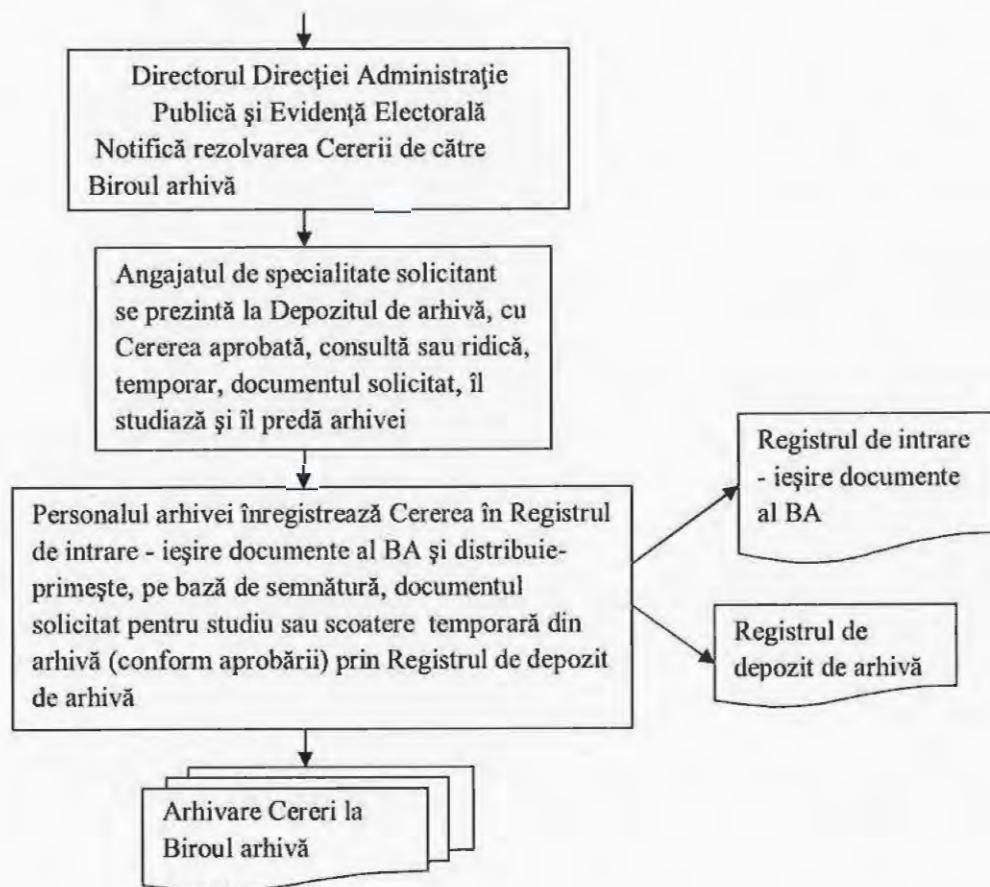 Directorul Direcţiei Administraţie
Publică şi Evidenţă Electorală
Notifică rezolvarea Cererii de către
Biroul arhivă
Angajatul de specialitate solicitant
se prezintă la Depozitul de arhivă, cu
Cererea aprobată, consultă sau ridică,
temporar, documentul solicitat, îl
studiază şi îl predă arhivei
Registrul de intrare
- ieşire documente
al BA
Personalul arhivei înregistrează Cererea în Registrul
de intrare - ieşire documente al BA şi distribuie-
primeşte, pe bază de semnătură, documentul
solicitat pentru studiu sau scoatere temporară din
arhivă (conform aprobării) prin Registrul de depozit
de arhivă
Registrul de
depozit de arhivă
Arhivare Cereri la
Biroul arhivă